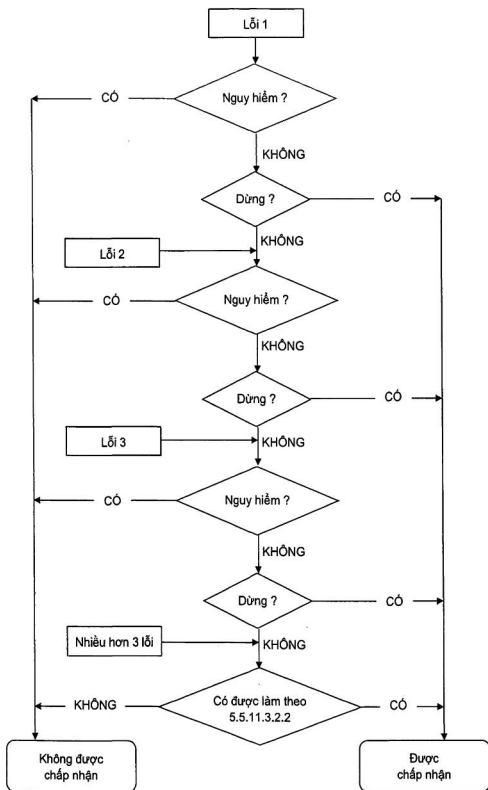 Lỗi 1
CÓ
Nguy hiểm ?
KHÔNG
Dừng ?
CÓ
KHÔNG
Lỗi 2
CÓ
Nguy hiểm ?
KHÔNG
Dừng ?
CÓ
KHÔNG
Lỗi 3
CÓ
Nguy hiểm ?
KHÔNG
Dừng ?
CÓ
KHÔNG
Nhiều hơn 3 lỗi
KHÔNG
Có được làm theo
5.5.11.3.2.2
CÓ
Không được
chấp nhận
Được
chấp nhận